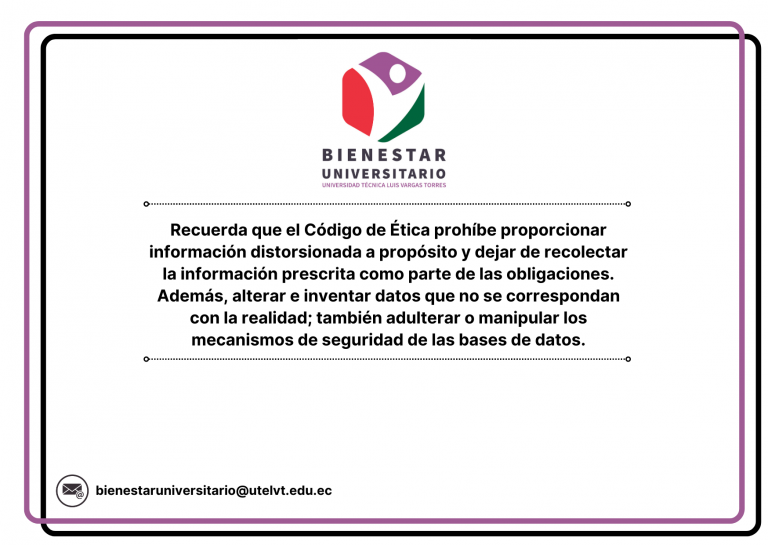 BIENESTAR
UNIVERSITARIO
UNIVERSIDAD TÉCNICA LUIS VARGAS TORRES
Recuerda que el Código de Ética prohíbe proporcionar
información distorsionada a propósito y dejar de recolectar
la información prescrita como parte de las obligaciones.
Además, alterar e inventar datos que no se correspondan
con la realidad; también adulterar o manipular los
mecanismos de seguridad de las bases de datos.
bienestaruniversitario@utelvt.edu.ec